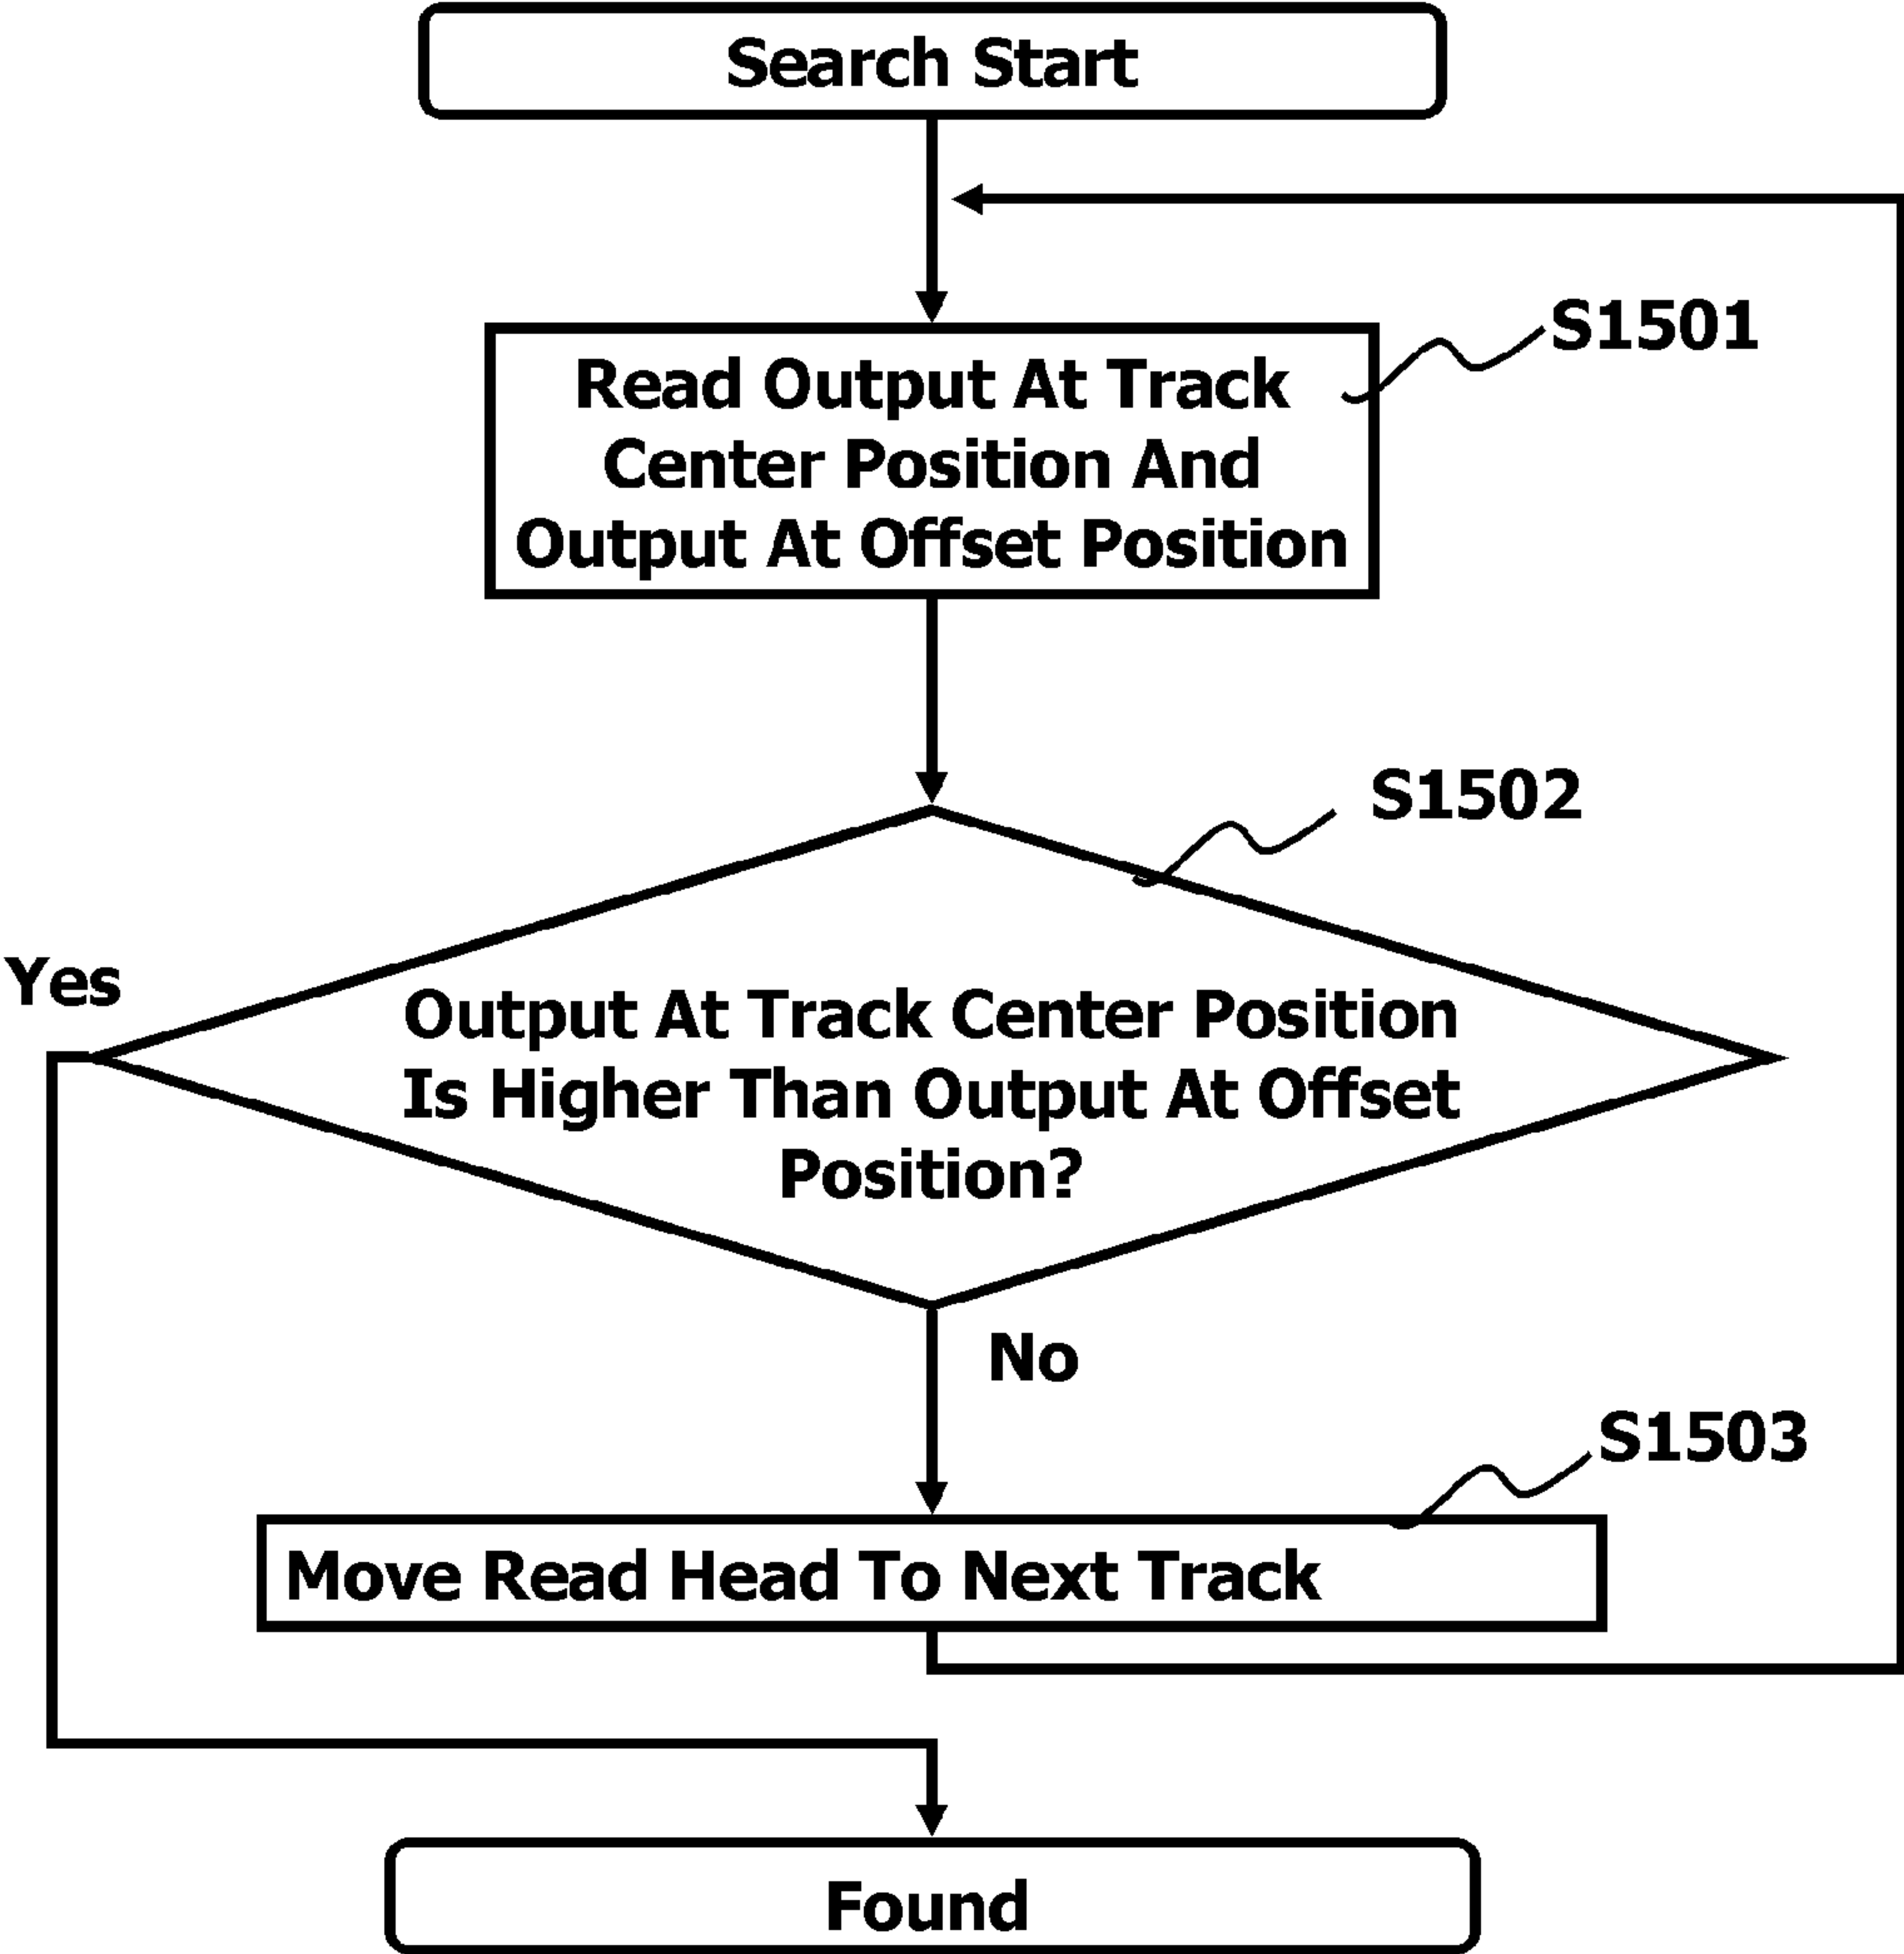 Search Start
S1501
Read Output At Track
Center Position And
Output At Offset Position
S1502
Yes
Output At Track Center Position
Is Higher Than Output At Offset
Position?
No
S1503
Move Read Head To Next Track
Found